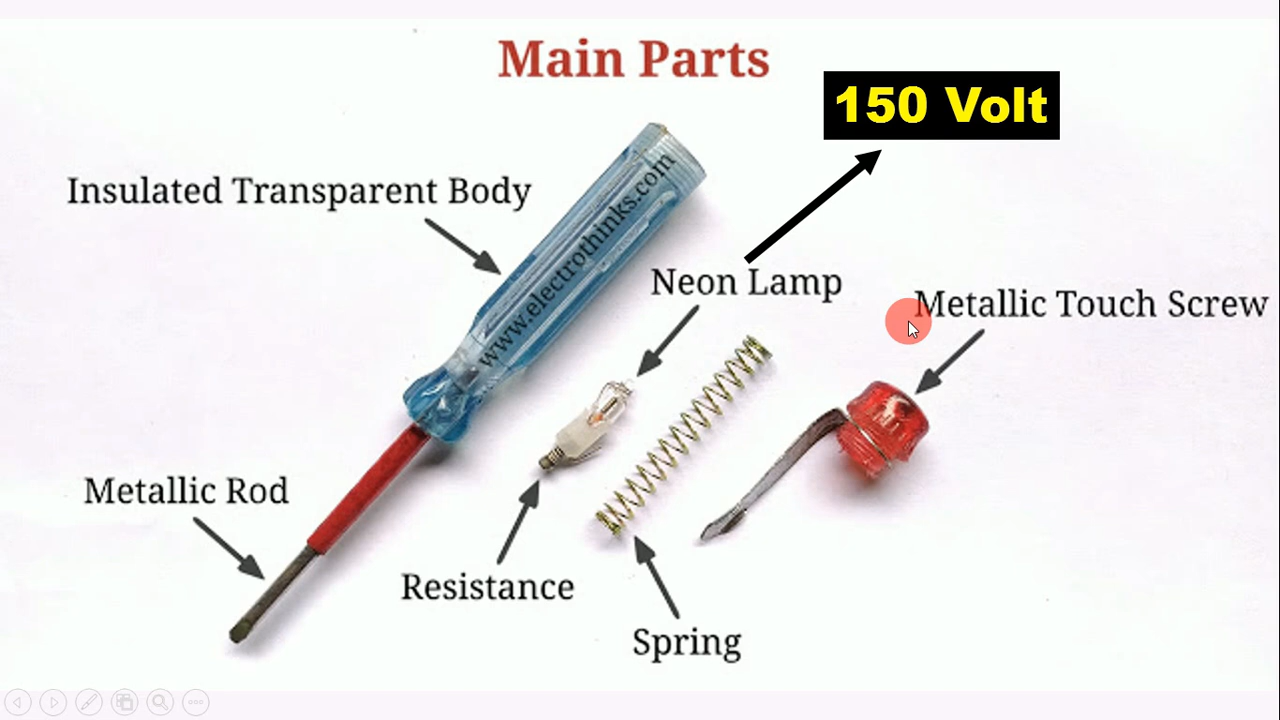 Main Parts
150 Volt
Insulated Transparent Body
www.electrothinks.com
Neon Lamp
Metallic Touch Screw
Metallic Rod
Resistance
Spring